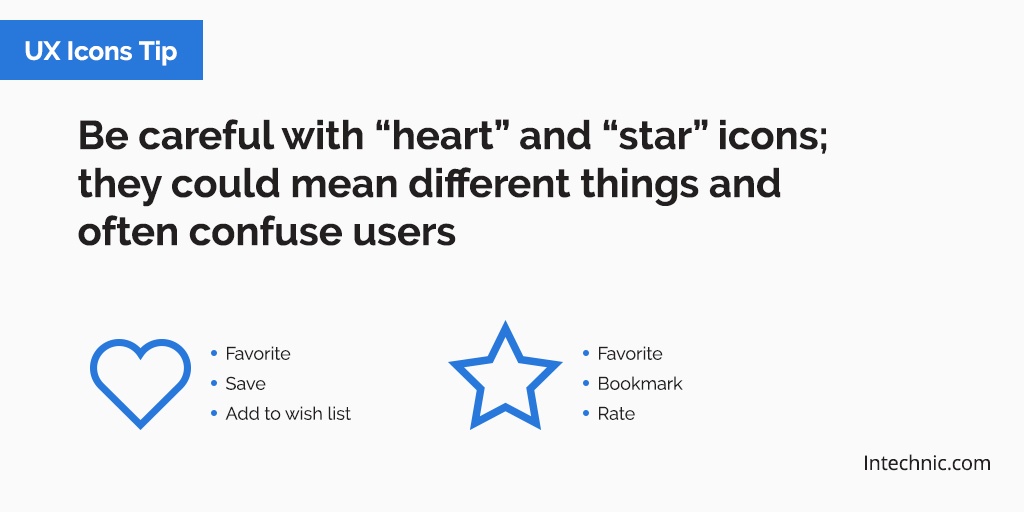 UX Icons Tip
Be careful with “heart” and “star” icons;
they could mean different things and
often confuse users
Favorite
Save
Add to wish list
Favorite
Bookmark
Rate
Intechnic.com